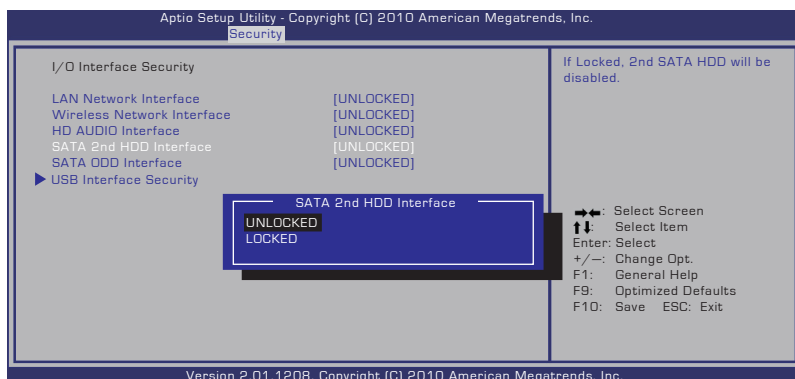 Aptio Setup Utility - Copyright (C) 2010 American Megatrends, Inc.
Security
I/O Interface Security
LAN Network Interface [UNLOCKED]
Wireless Network Interface [UNLOCKED]
HD AUDIO Interface [UNLOCKED]
SATA 2nd HDD Interface [UNLOCKED]
SATA ODD Interface [UNLOCKED]
USB Interface Security
SATA 2nd HDD Interface
UNLOCKED
LOCKED
If Locked, 2nd SATA HDD will be
disabled.
→←: Select Screen
↑↓: Select Item
Enter: Select
+/—: Change Opt.
F1: General Help
F9: Optimized Defaults
F10: Save ESC: Exit
Version 2.01.1208. Copyright (C) 2010 American Megatrends, Inc.